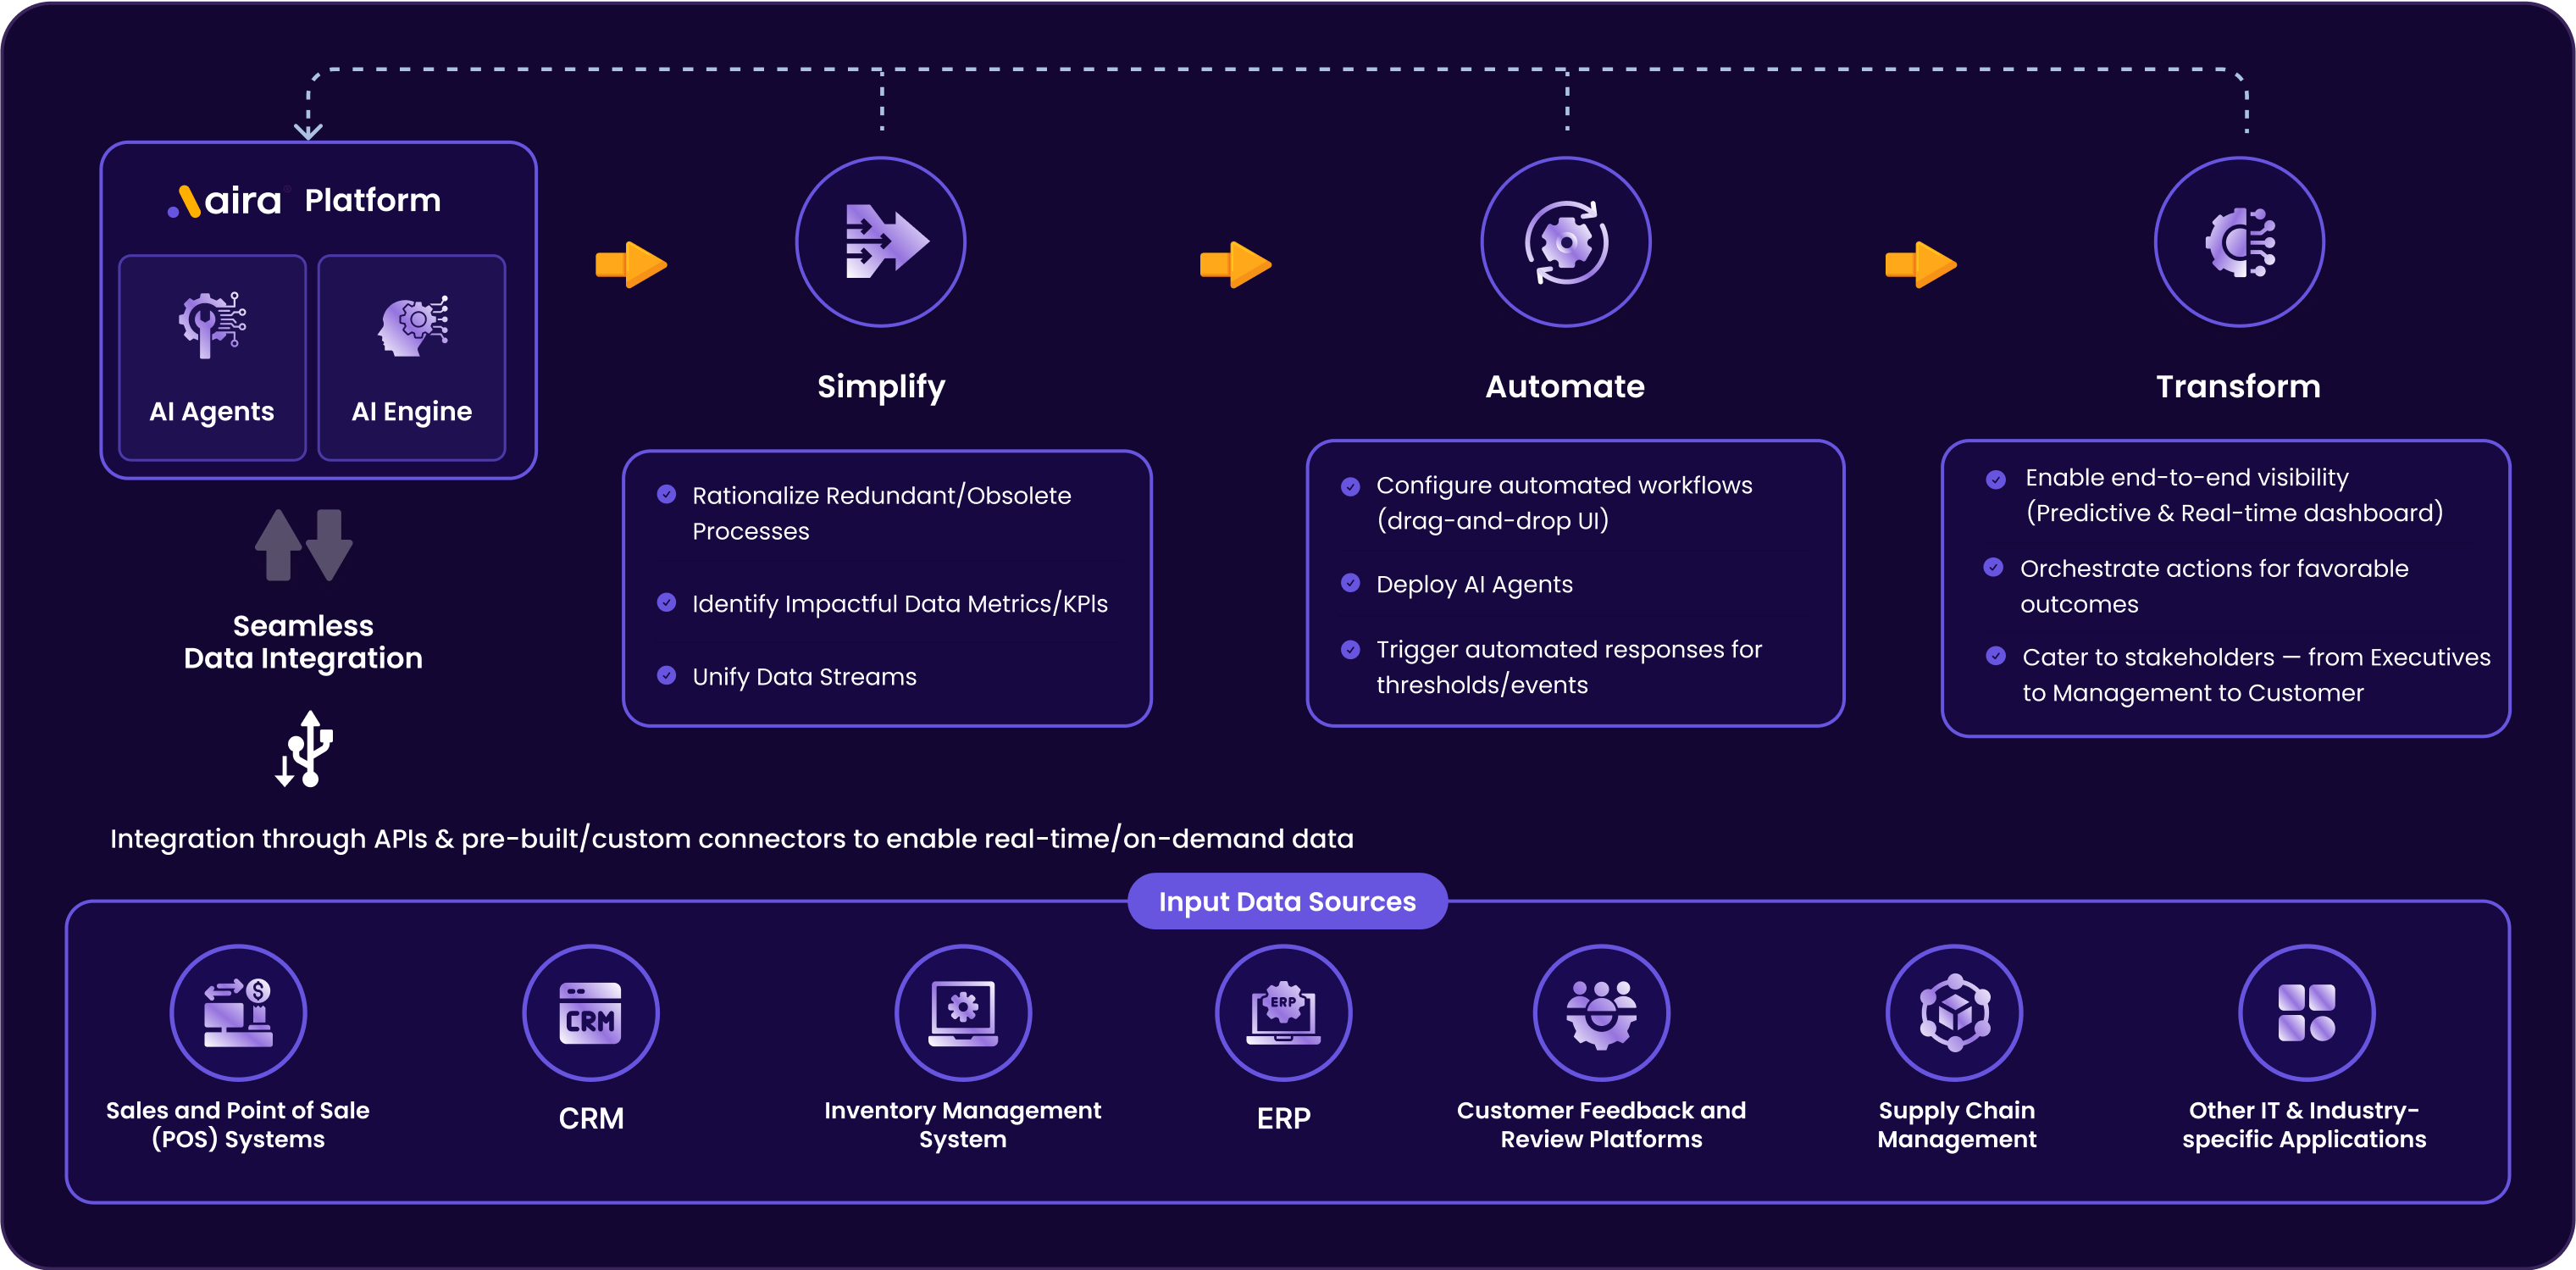 aira Platform
AI Agents
AI Engine
Seamless
Data Integration
Simplify
Rationalize Redundant/Obsolete
Processes
Identify Impactful Data Metrics/KPIs
Unify Data Streams
Automate
Configure automated workflows
(drag-and-drop UI)
Deploy AI Agents
Trigger automated responses for
thresholds/events
Transform
Enable end-to-end visibility
(Predictive & Real-time dashboard)
Orchestrate actions for favorable
outcomes
Cater to stakeholders — from Executives
to Management to Customer
Integration through APIs & pre-built/custom connectors to enable real-time/on-demand data
Input Data Sources
$
Sales and Point of Sale
(POS) Systems
CRM
CRM
Inventory Management
System
ERP
ERP
Customer Feedback and
Review Platforms
Supply Chain
Management
Other IT & Industry-
specific Applications